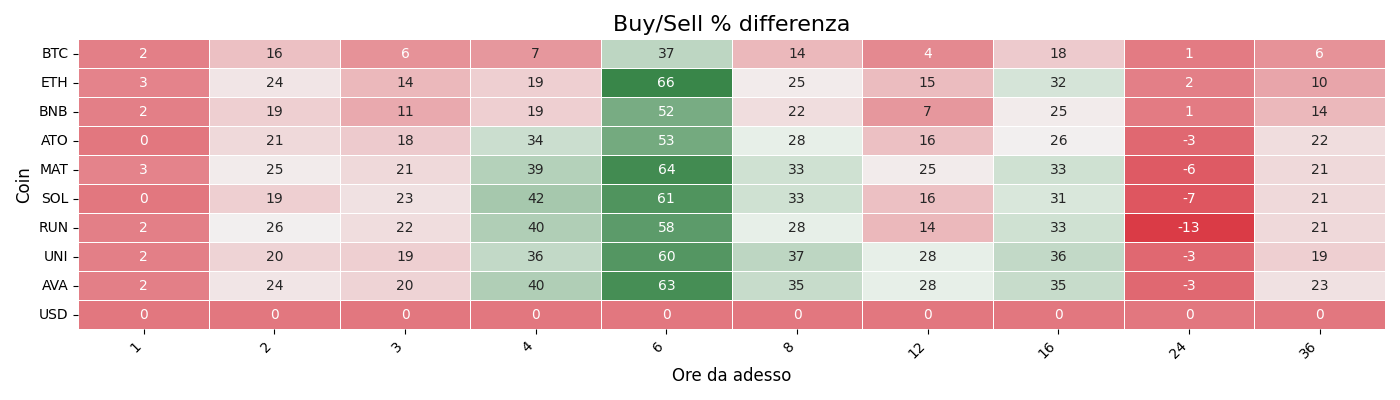 Buy/Sell % differenza
Coin
BTC 2 16 6 7 37 14 4 18 1 6
ETH 3 24 14 19 66 25 15 32 2 10
BNB 2 19 11 19 52 22 7 25 1 14
ATO 0 21 18 34 53 28 16 26 -3 22
MAT 3 25 21 39 64 33 25 33 -6 21
SOL 0 19 23 42 61 33 16 31 -7 21
RUN 2 26 22 40 58 28 14 33 -13 21
UNI 2 20 19 36 60 37 28 36 -3 19
AVA 2 24 20 40 63 35 28 35 -3 23
USD 0 0 0 0 0 0 0 0 0 0
1 2 3 4 6 8 12 16 24 36
Ore da adesso